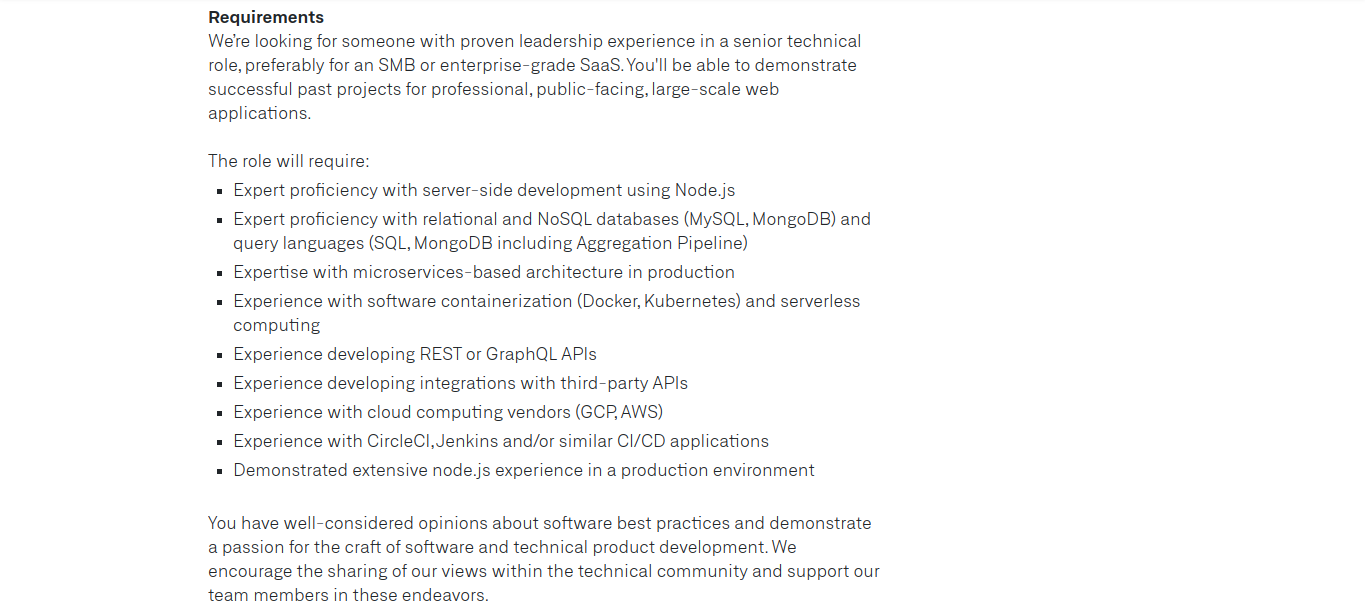 Requirements
We're looking for someone with proven leadership experience in a senior technical
role, preferably for an SMB or enterprise-grade SaaS. You'll be able to demonstrate
successful past projects for professional, public-facing, large-scale web
applications.
The role will require:
▪ Expert proficiency with server-side development using Node.js
▪ Expert proficiency with relational and NoSQL databases (MySQL, MongoDB) and
query languages (SQL, MongoDB including Aggregation Pipeline)
▪ Expertise with microservices-based architecture in production
▪ Experience with software containerization (Docker, Kubernetes) and serverless
computing
▪ Experience developing REST or GraphQL APIs
▪ Experience developing integrations with third-party APIs
▪ Experience with cloud computing vendors (GCP, AWS)
▪ Experience with CircleCI, Jenkins and/or similar CI/CD applications
▪ Demonstrated extensive node.js experience in a production environment
You have well-considered opinions about software best practices and demonstrate
a passion for the craft of software and technical product development. We
encourage the sharing of our views within the technical community and support our
team members in these endeavors.